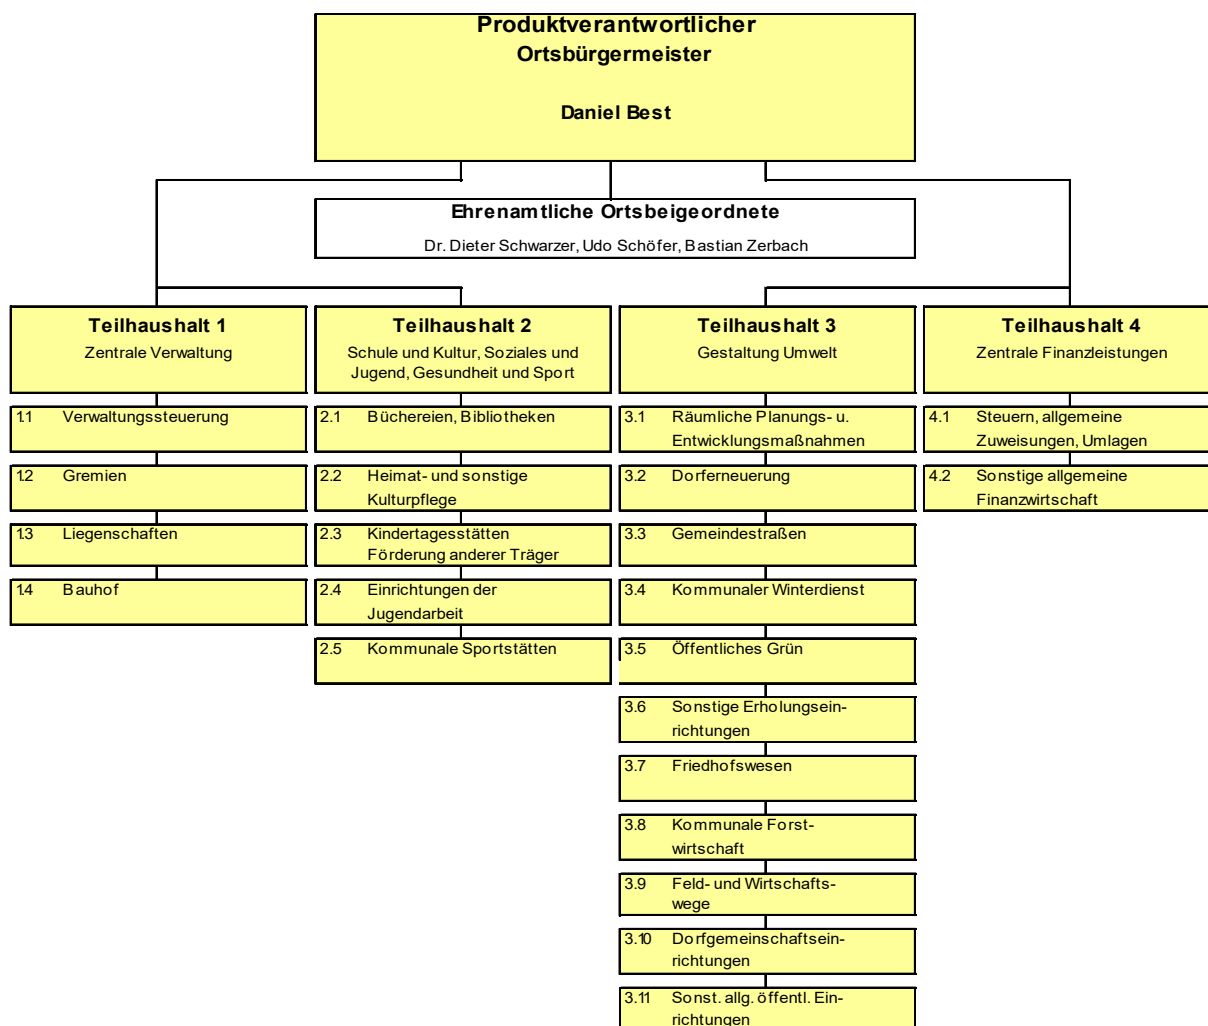 Produktverantwortlicher
Ortsbürgermeister
Daniel Best
Ehrenamtliche Ortsbeigeordnete
Dr. Dieter Schwarzer, Udo Schöfer, Bastian Zerbach
Teilhaushalt 1
Zentrale Verwaltung
1.1 Verwaltungssteuerung
1.2 Gremien
1.3 Liegenschaften
1.4 Bauhof
Teilhaushalt 2
Schule und Kultur, Soziales und
Jugend, Gesundheit und Sport
2.1 Büchereien, Bibliotheken
2.2 Heimat- und sonstige
Kulturpflege
2.3 Kindertagesstätten
Förderung anderer Träger
2.4 Einrichtungen der
Jugendarbeit
2.5 Kommunale Sportstätten
Teilhaushalt 3
Gestaltung Umwelt
3.1 Räumliche Planungs- u.
Entwicklungsmaßnahmen
3.2 Dorferneuerung
3.3 Gemeindestraßen
3.4 Kommunaler Winterdienst
3.5 Öffentliches Grün
3.6 Sonstige Erholungsein-
richtungen
3.7 Friedhofswesen
3.8 Kommunale Forst-
wirtschaft
3.9 Feld- und Wirtschafts-
wege
3.10 Dorfgemeinschaftsein-
richtungen
3.11 Sonst. allg. öffentl. Ein-
richtungen
Teilhaushalt 4
Zentrale Finanzleistungen
4.1 Steuern, allgemeine
Zuweisungen, Umlagen
4.2 Sonstige allgemeine
Finanzwirtschaft